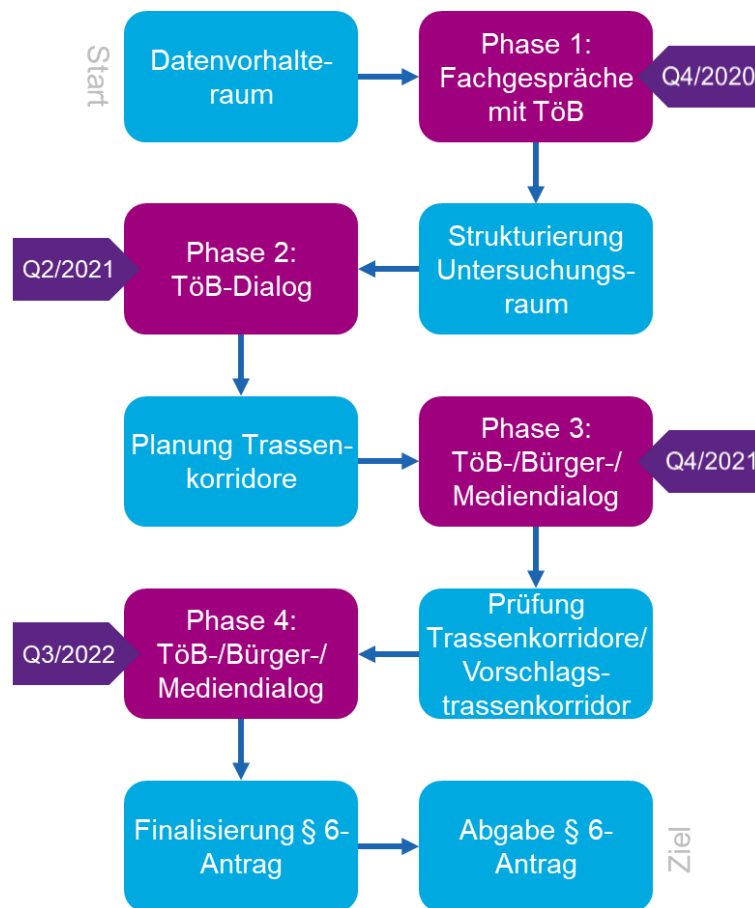 Start
Datenvorhalte-
raum
Phase 1:
Fachgespräche
mit TöB
Q4/2020
Strukturierung
Untersuchungs-
raum
Phase 2:
TöB-Dialog
Q2/2021
Planung Trassen-
korridore
Phase 3:
TöB-/Bürger-/
Mediendialog
Q4/2021
Prüfung
Trassenkorridore/
Vorschlags-
trassenkorridor
Phase 4:
TöB-/Bürger-/
Mediendialog
Q3/2022
Finalisierung § 6-
Antrag
Abgabe § 6-
Antrag
Ziel